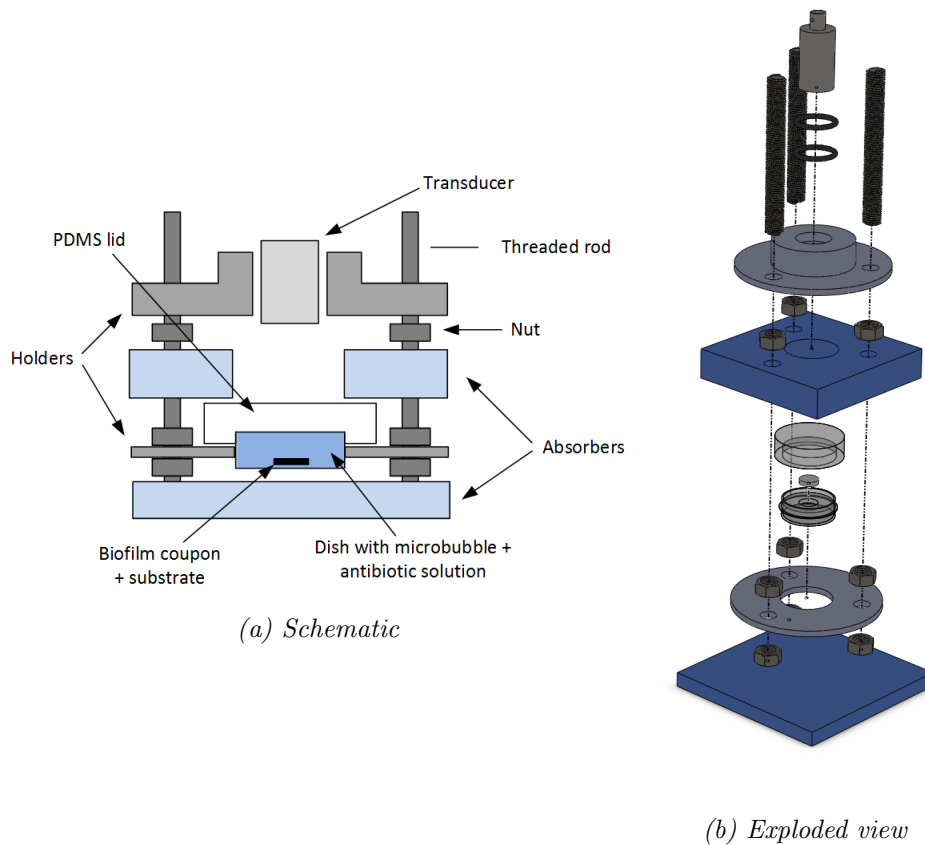 Transducer
PDMS lid
Threaded rod
Nut
Holders
Absorbers
Biofilm coupon
+ substrate
Dish with microbubble +
antibiotic solution
(a) Schematic
(b) Exploded view